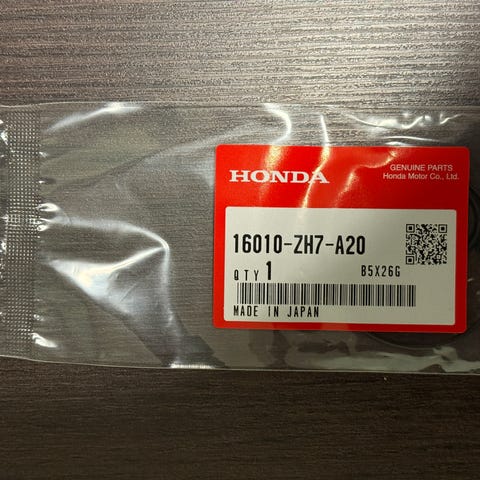 HONDA
GENUINE PARTS
Honda Motor Co., Ltd.
16010-ZH7-A20
QTY 1
B5X26G
MADE IN JAPAN